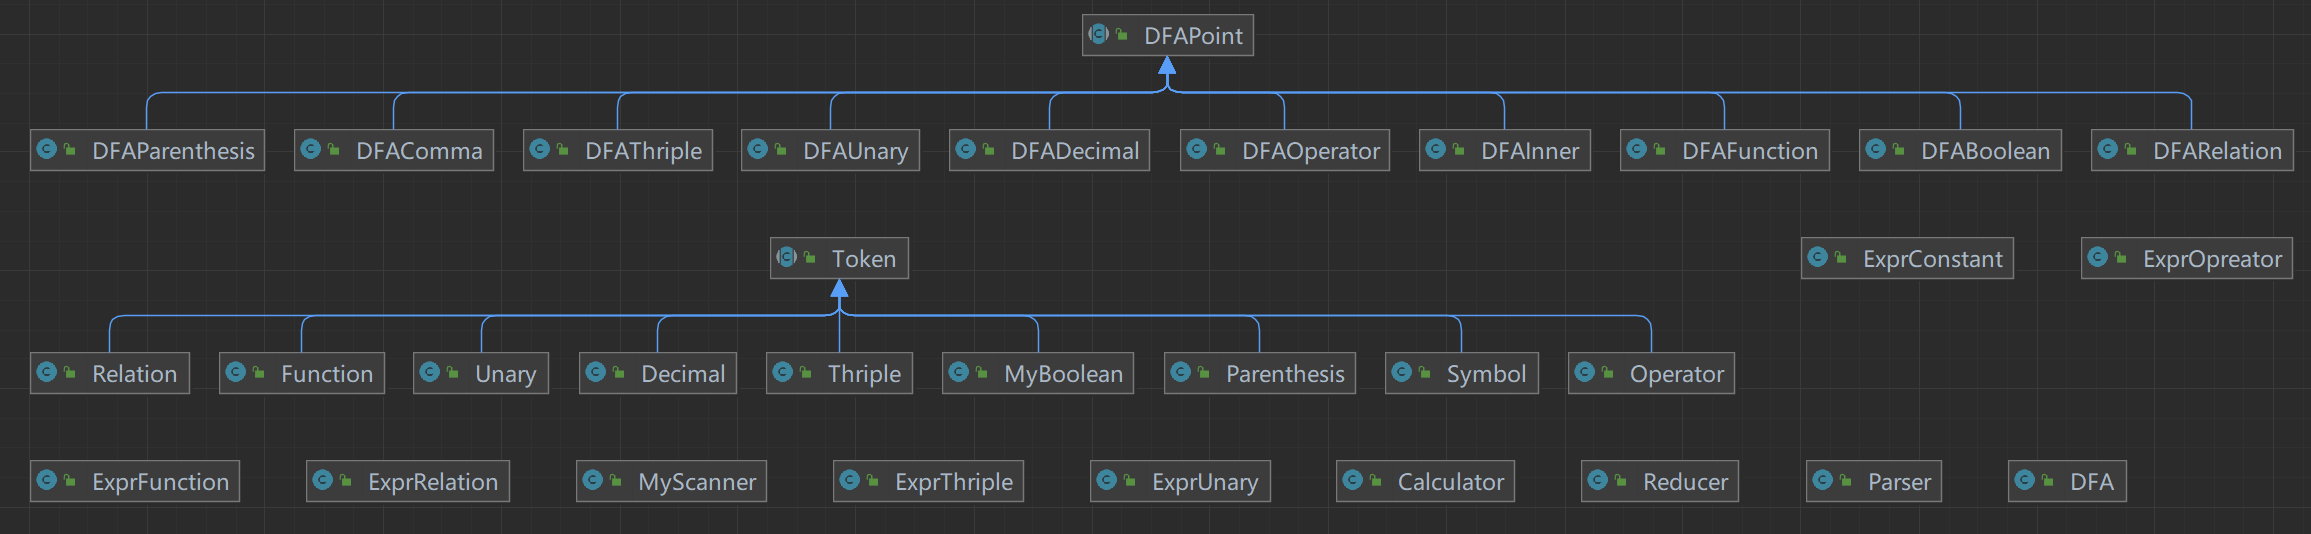 DFAPoint
DFAParenthesis DFAComma DFAThriple DFAUnary DFADecimal DFAOperator DFAInner DFAFunction DFABoolean DFARelation
Token ExprConstant ExprOpreator
Relation Function Unary Decimal Thriple MyBoolean Parenthesis Symbol Operator
ExprFunction ExprRelation MyScanner ExprThriple ExprUnary Calculator Reducer Parser DFA